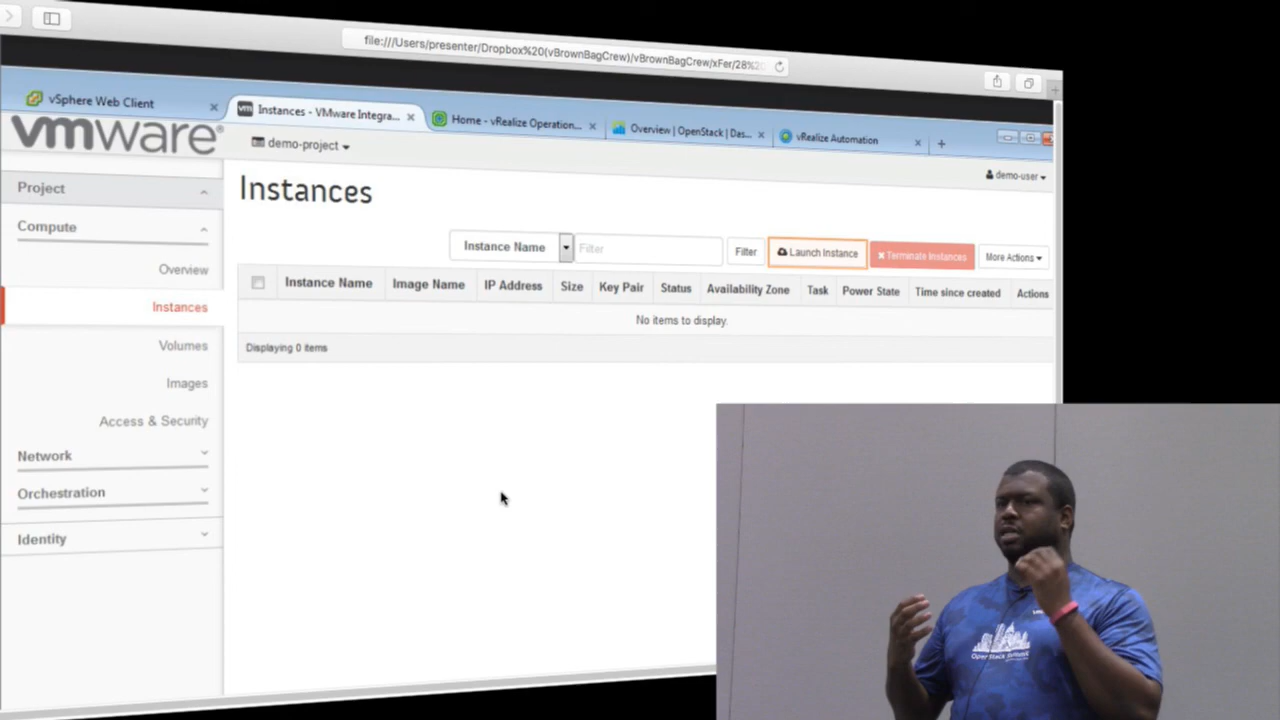 file:///Users/presenter/Dropbox%20(vBrownBagCrew)/vBrownBagCrew/xFer/28%20
vSphere Web Client
Instances - VMware Integra...
Home - vRealize Operation...
Overview | OpenStack | Das...
vRealize Automation
vmware®
demo-project
demo-user
Project
Compute
Overview
Instances
Volumes
Images
Access & Security
Network
Orchestration
Identity
Instances
Instance Name
Filter
Filter
Launch Instance
Terminate Instances
More Actions
Instance Name Image Name IP Address Size Key Pair Status Availability Zone Task Power State Time since created Actions
No items to display.
Displaying 0 items
OpenStack Summit